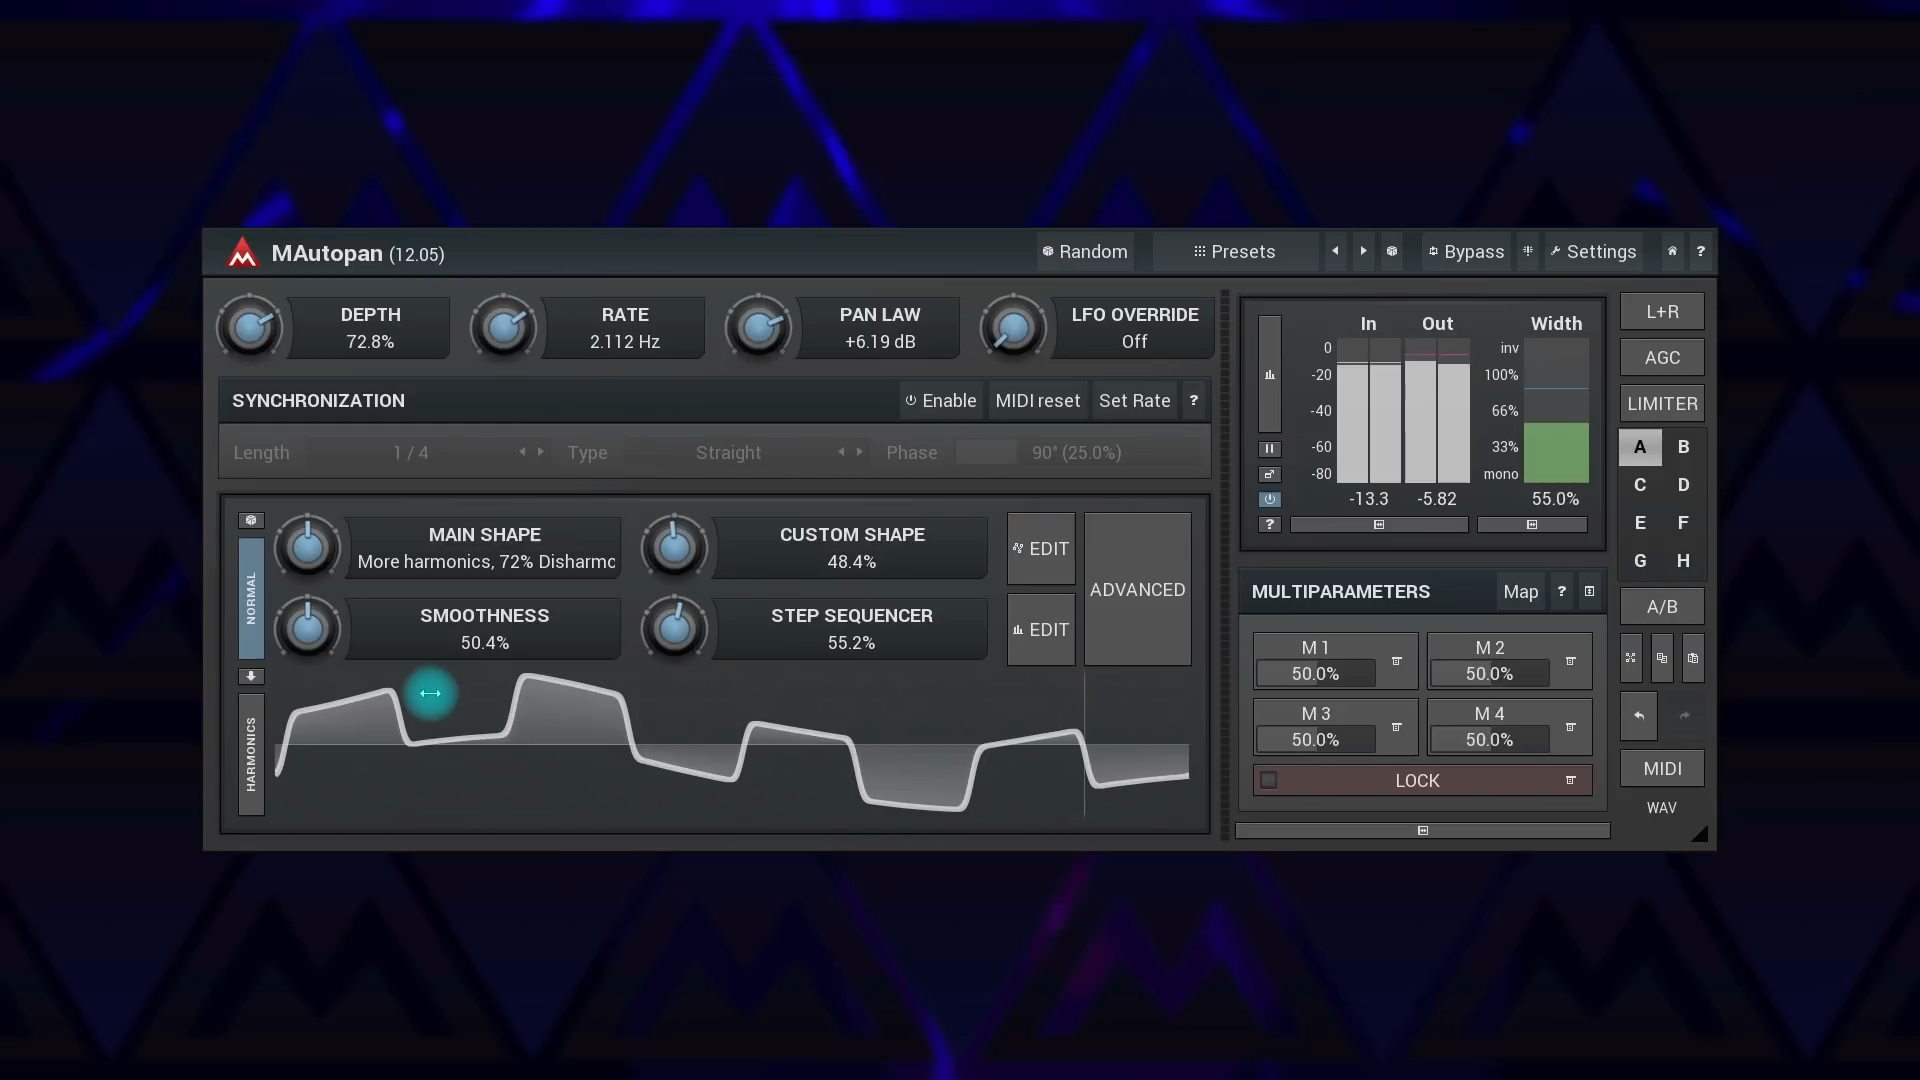 MAutopan (12.05)
Random
Presets
Bypass
Settings
?
DEPTH
72.8%
RATE
2.112 Hz
PAN LAW
+6.19 dB
LFO OVERRIDE
Off
SYNCHRONIZATION
Enable
MIDI reset
Set Rate
?
Length
1 / 4
Type
Straight
Phase
90° (25.0%)
NORMAL
HARMONICS
MAIN SHAPE
More harmonics, 72% Disharmo
CUSTOM SHAPE
48.4%
EDIT
ADVANCED
SMOOTHNESS
50.4%
STEP SEQUENCER
55.2%
EDIT
In
Out
Width
0
-20
-40
-60
-80
inv
100%
66%
33%
mono
-13.3
-5.82
55.0%
?
MULTIPARAMETERS
Map
?
M 1
50.0%
M 2
50.0%
M 3
50.0%
M 4
50.0%
LOCK
L+R
AGC
LIMITER
A B
C D
E F
G H
A/B
MIDI
WAV